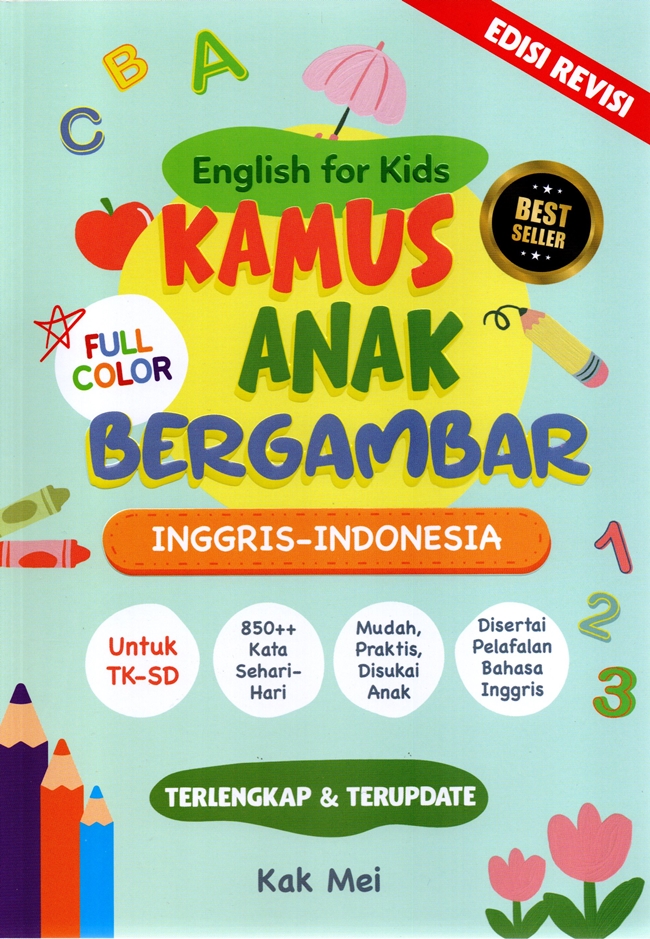 EDISI REVISI
A
B
C
English for Kids
KAMUS
ANAK
BERGAMBAR
BEST
SELLER
FULL
COLOR
INGGRIS-INDONESIA
1
2
3
Untuk
TK-SD
850++
Kata
Sehari-
Hari
Mudah,
Praktis,
Disukai
Anak
Disertai
Pelafalan
Bahasa
Inggris
TERLENGKAP & TERUPDATE
Kak Mei